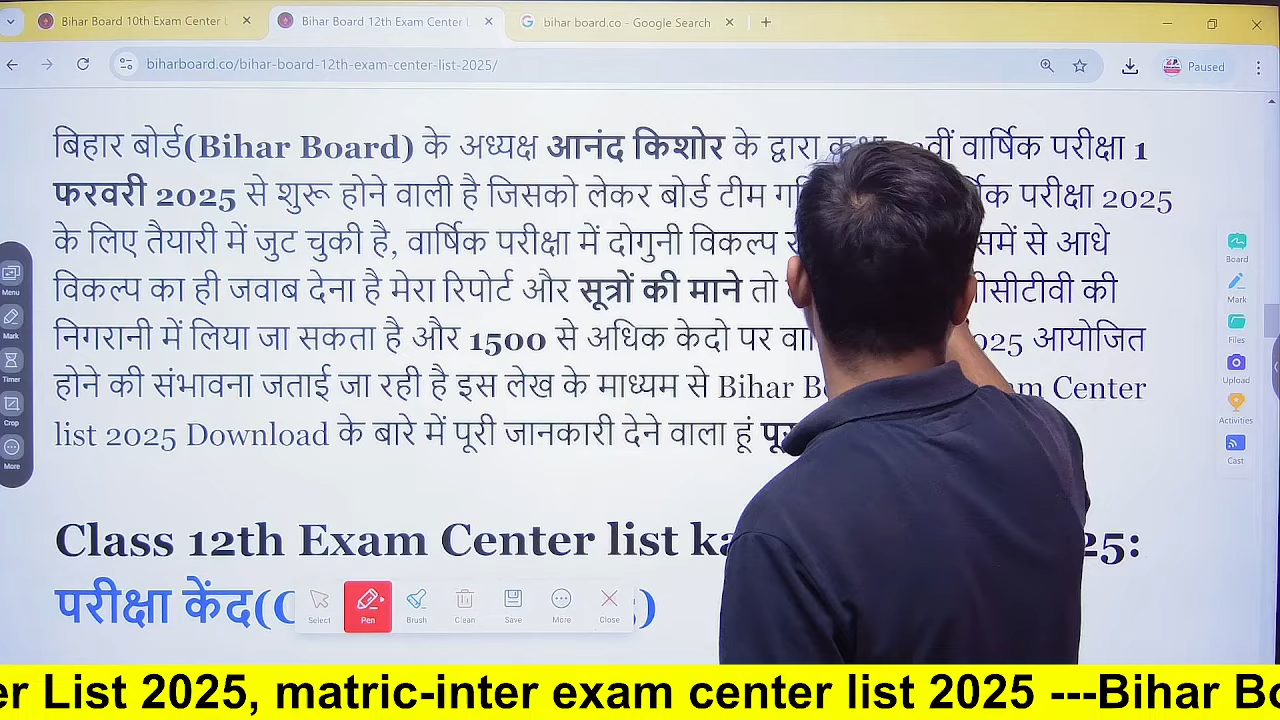 Bihar Board 10th Exam Center L
Bihar Board 12th Exam Center L
bihar board.co - Google Search
biharboard.co/bihar-board-12th-exam-center-list-2025/
Paused
बिहार बोर्ड(Bihar Board) के अध्यक्ष आनंद किशोर के द्वारा कक्षा वीं वार्षिक परीक्षा 1
फरवरी 2025 से शुरू होने वाली है जिसको लेकर बोर्ड टीम परीक्षा 2025
के लिए तैयारी में जुट चुकी है, वार्षिक परीक्षा में दोगुनी विकल्प समें से आधे
विकल्प का ही जवाब देना है मेरा रिपोर्ट और सूत्रों की माने तो सीसीटीवी की
निगरानी में लिया जा सकता है और 1500 से अधिक केदो पर 025 आयोजित
होने की संभावना जताई जा रही है इस लेख के माध्यम से Bihar Center
list 2025 Download के बारे में पूरी जानकारी देने वाला हूं
Class 12th Exam Center list 25:
परीक्षा केंद(
Menu
Mark
Timer
Crop
More
Board
Mark
Files
Upload
Activities
Cast
Select
Pen
Brush
Clean
Save
More
Close
er List 2025, matric-inter exam center list 2025 ---Bihar Bo